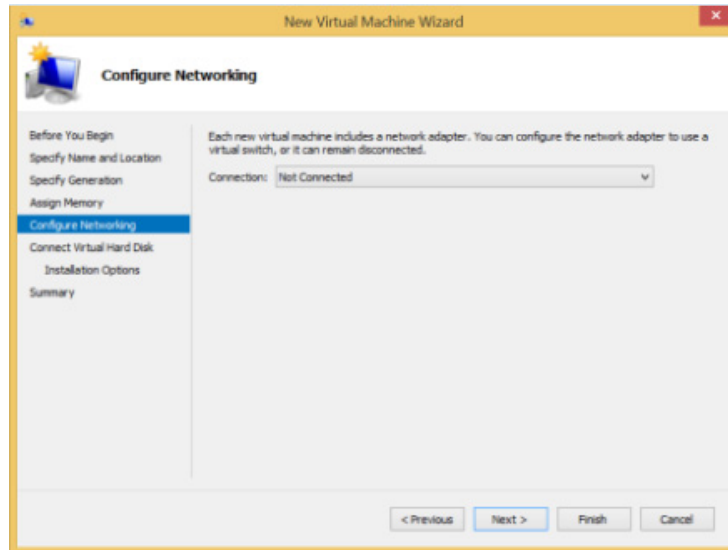 New Virtual Machine Wizard
Configure Networking
Before You Begin
Specify Name and Location
Specify Generation
Assign Memory
Configure Networking
Connect Virtual Hard Disk
Installation Options
Summary
Each new virtual machine includes a network adapter. You can configure the network adapter to use a
virtual switch, or it can remain disconnected.
Connection: Not Connected
< Previous Next > Finish Cancel